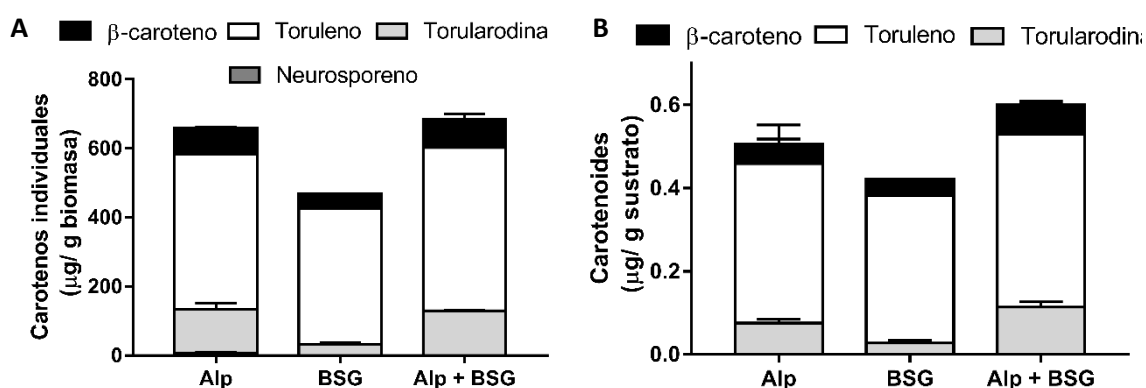 A
β-caroteno Toruleno Torularodina
Neurosporeno
Carotenos individuales
(μg/ g biomasa)
800
600
400
200
0
Alp BSG Alp + BSG
B
β-caroteno Toruleno Torularodina
Carotenoides
(μg/ g sustrato)
0.6
0.4
0.2
0.0
Alp BSG Alp + BSG